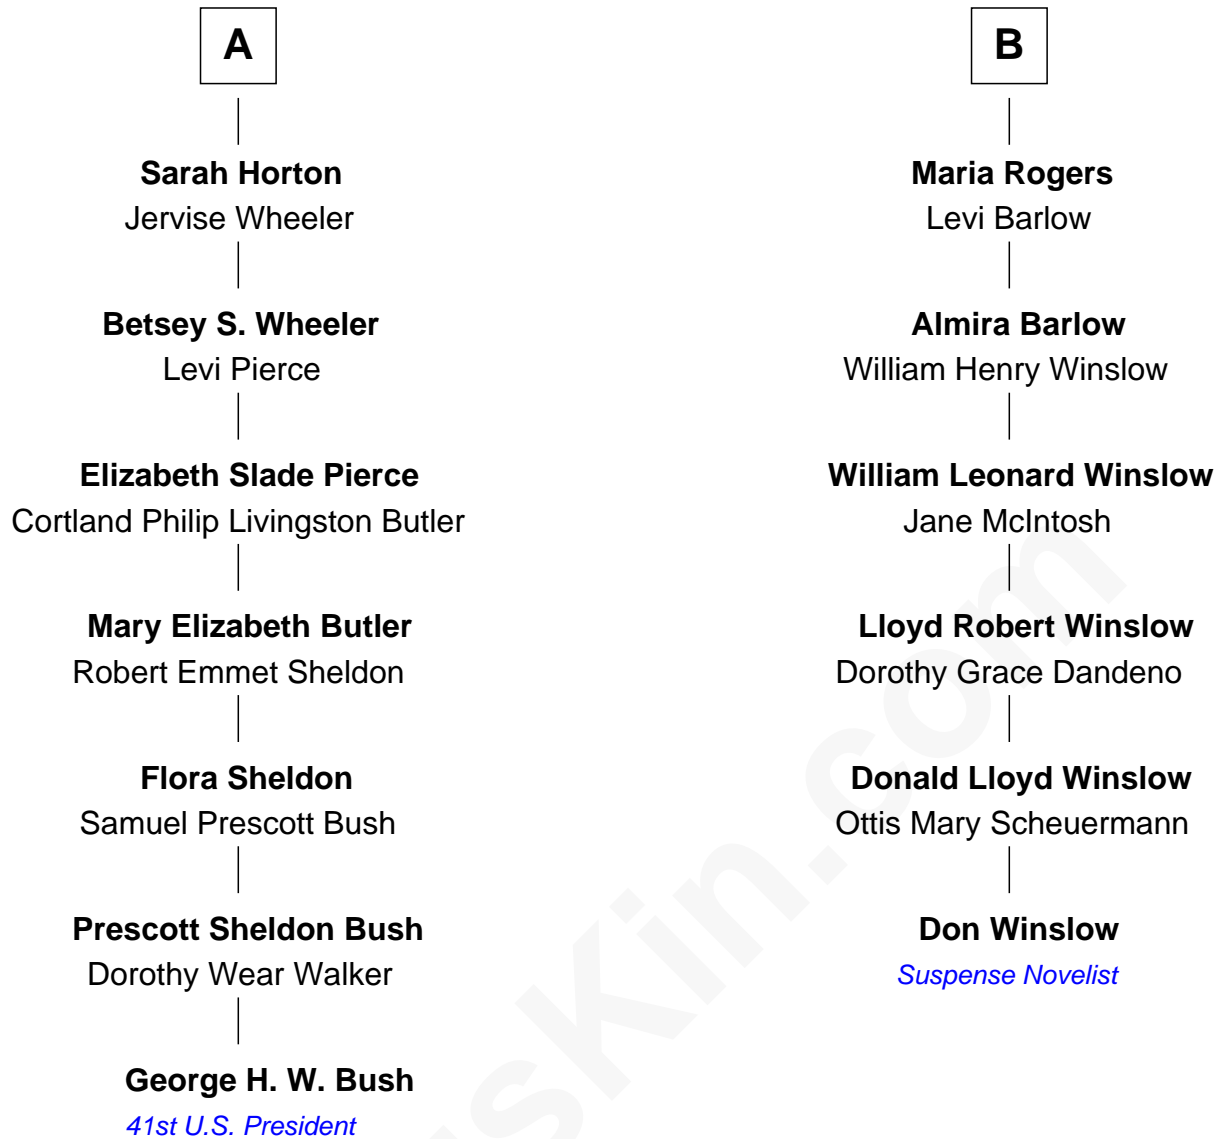 A
Sarah Horton
Jervise Wheeler
Betsey S. Wheeler
Levi Pierce
Elizabeth Slade Pierce
Cortland Philip Livingston Butler
Mary Elizabeth Butler
Robert Emmet Sheldon
Flora Sheldon
Samuel Prescott Bush
Prescott Sheldon Bush
Dorothy Wear Walker
George H. W. Bush
41st U.S. President
B
Maria Rogers
Levi Barlow
Almira Barlow
William Henry Winslow
William Leonard Winslow
Jane McIntosh
Lloyd Robert Winslow
Dorothy Grace Dandeno
Donald Lloyd Winslow
Ottis Mary Scheuermann
Don Winslow
Suspense Novelist